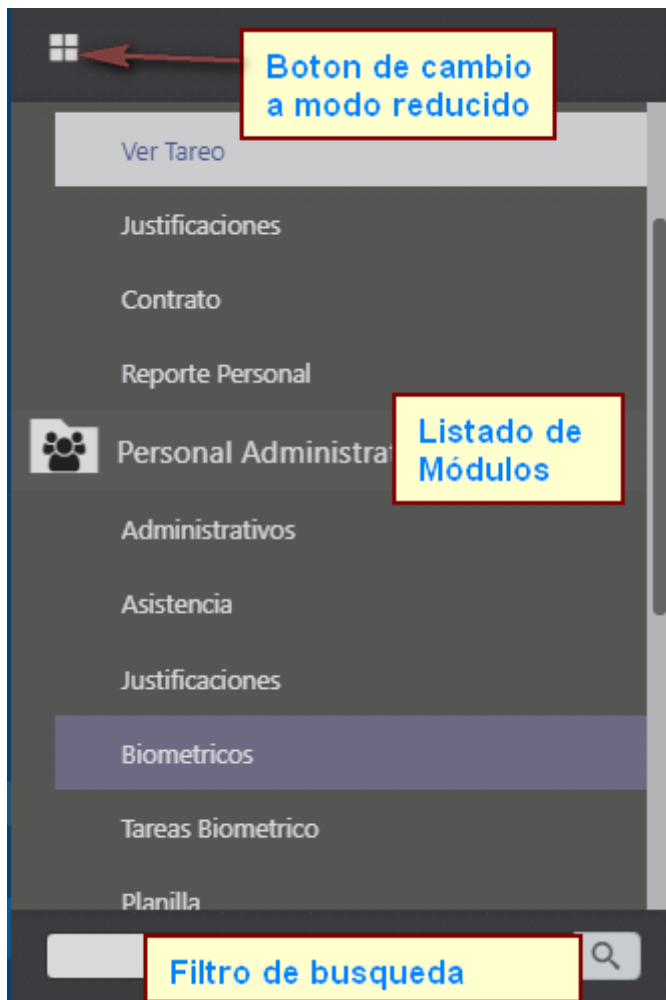 Boton de cambio
a modo reducido
Ver Tareo
Justificaciones
Contrato
Reporte Personal
Listado de
Módulos
Personal Administrat
Administrativos
Asistencia
Justificaciones
Biometricos
Tareas Biometrico
Planilla
Filtro de busqueda